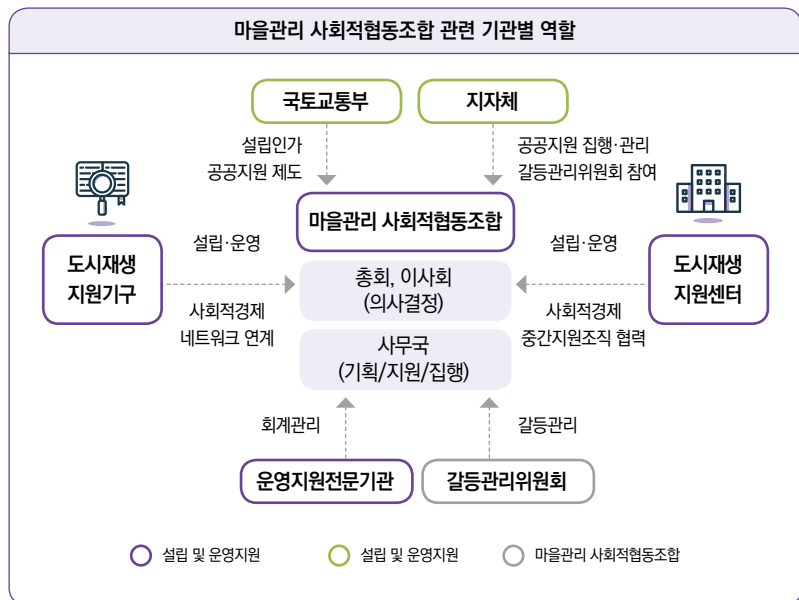 마을관리 사회적협동조합 관련 기관별 역할
국토교통부
지자체
설립인가
공공지원 제도
공공지원 집행·관리
갈등관리위원회 참여
마을관리 사회적협동조합
도시재생
지원기구
설립·운영
사회적경제
네트워크 연계
총회, 이사회
(의사결정)
사무국
(기획/지원/집행)
설립·운영
사회적경제
중간지원조직 협력
도시재생
지원센터
회계관리
갈등관리
운영지원전문기관
갈등관리위원회
설립 및 운영지원
설립 및 운영지원
마을관리 사회적협동조합